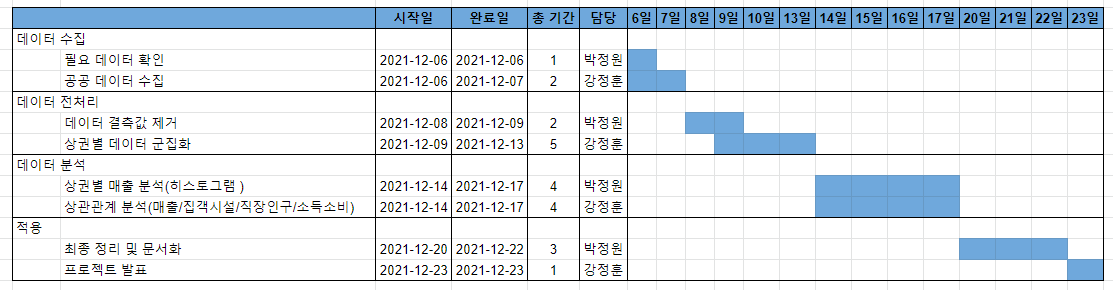 시작일 완료일 총 기간 담당 6일 7일 8일 9일 10일 13일 14일 15일 16일 17일 20일 21일 22일 23일
데이터 수집
필요 데이터 확인 2021-12-06 2021-12-06 1 박정원
공공 데이터 수집 2021-12-06 2021-12-07 2 강정훈
데이터 전처리
데이터 결측값 제거 2021-12-08 2021-12-09 2 박정원
상권별 데이터 군집화 2021-12-09 2021-12-13 5 강정훈
데이터 분석
상권별 매출 분석(히스토그램 ) 2021-12-14 2021-12-17 4 박정원
상관관계 분석(매출/집객시설/직장인구/소득소비) 2021-12-14 2021-12-17 4 강정훈
적용
최종 정리 및 문서화 2021-12-20 2021-12-22 3 박정원
프로젝트 발표 2021-12-23 2021-12-23 1 강정훈